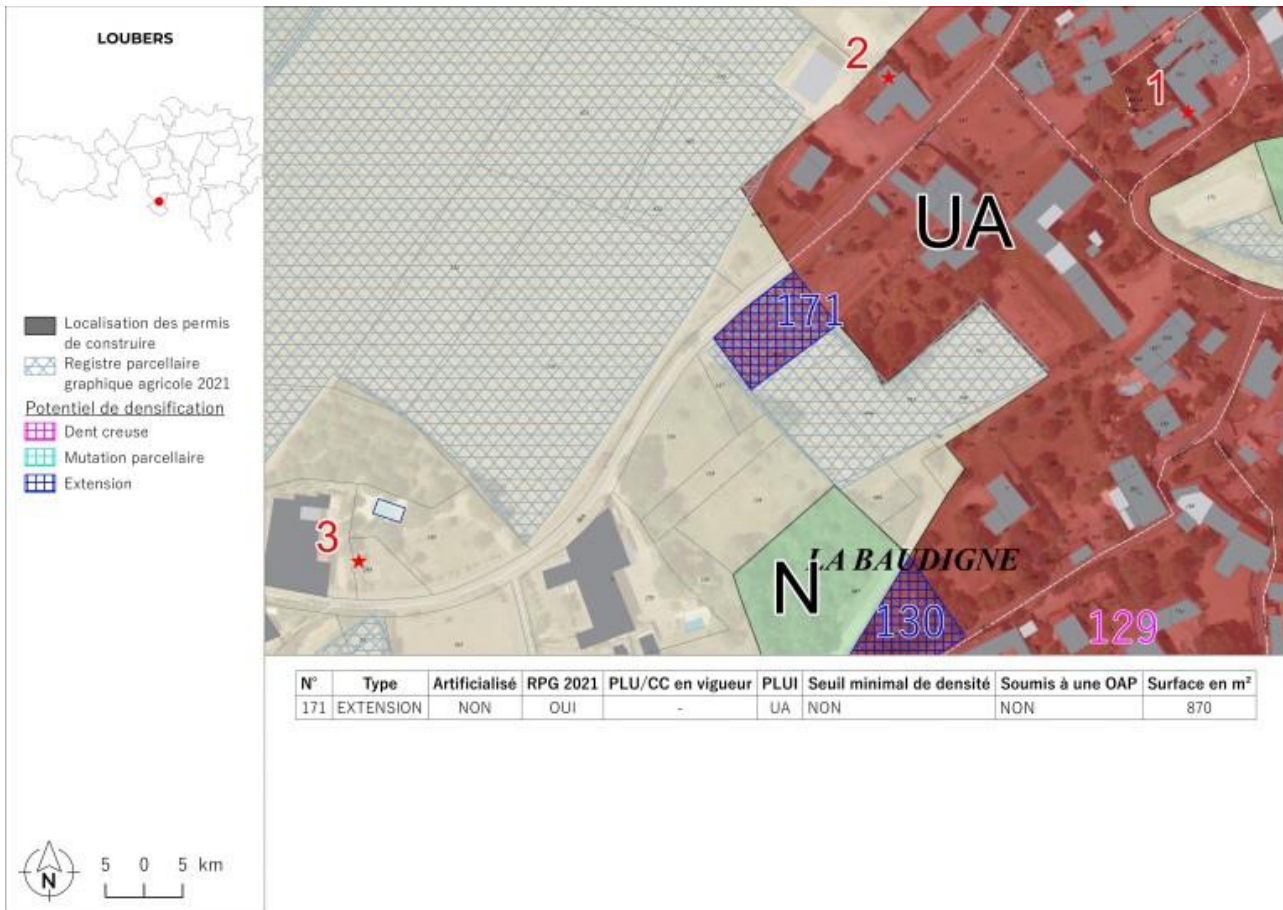 LOUBERS
Localisation des permis
de construire
Registre parcellaire
graphique agricole 2021
Potentiel de densification
Dent creuse
Mutation parcellaire
Extension
N
5 0 5 km
2
1
UA
171
3
LA BAUDIGNE
N
130
129
N° Type Artificialisé RPG 2021 PLU/CC en vigueur PLUI Seuil minimal de densité Soumis à une OAP Surface en m²
171 EXTENSION NON OUI - UA NON NON 870